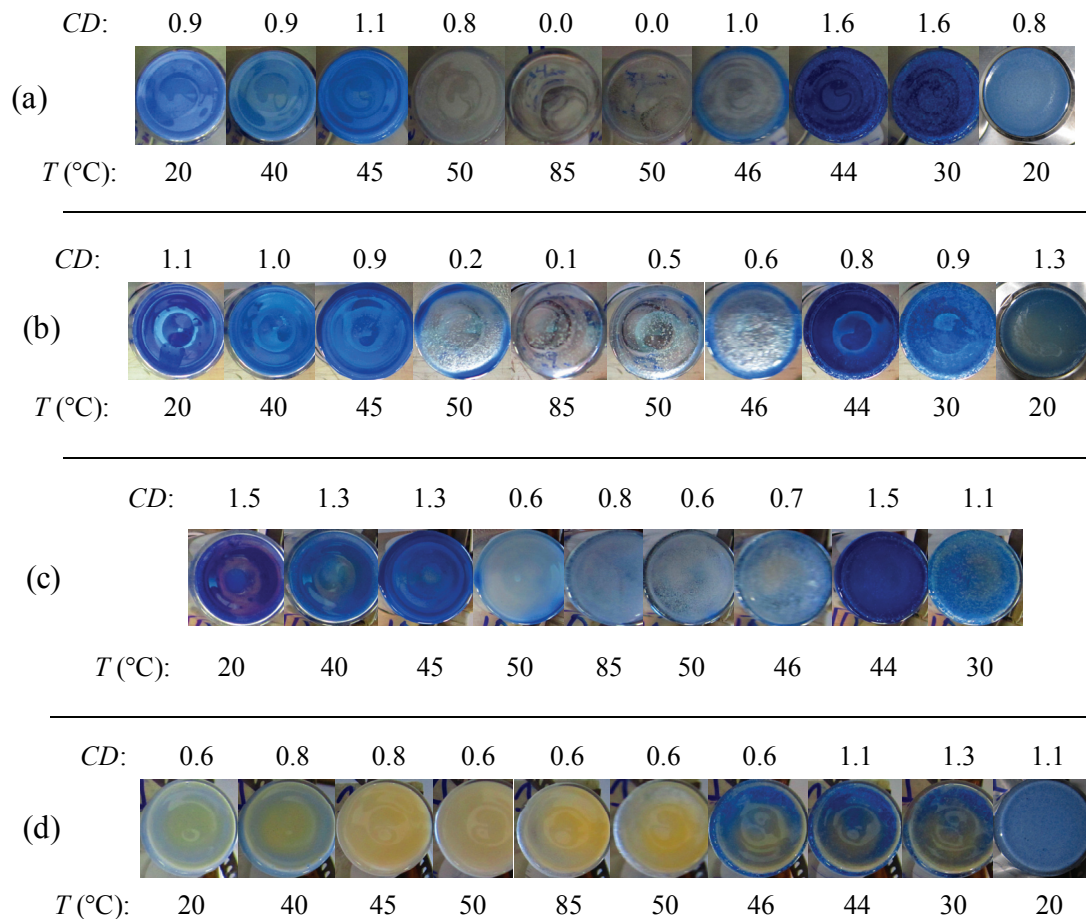 CD: 0.9 0.9 1.1 0.8 0.0 0.0 1.0 1.6 1.6 0.8
(a)
T (°C): 20 40 45 50 85 50 46 44 30 20
CD: 1.1 1.0 0.9 0.2 0.1 0.5 0.6 0.8 0.9 1.3
(b)
T (°C): 20 40 45 50 85 50 46 44 30 20
CD: 1.5 1.3 1.3 0.6 0.8 0.6 0.7 1.5 1.1
(c)
T (°C): 20 40 45 50 85 50 46 44 30
CD: 0.6 0.8 0.8 0.6 0.6 0.6 0.6 1.1 1.3 1.1
(d)
T (°C): 20 40 45 50 85 50 46 44 30 20